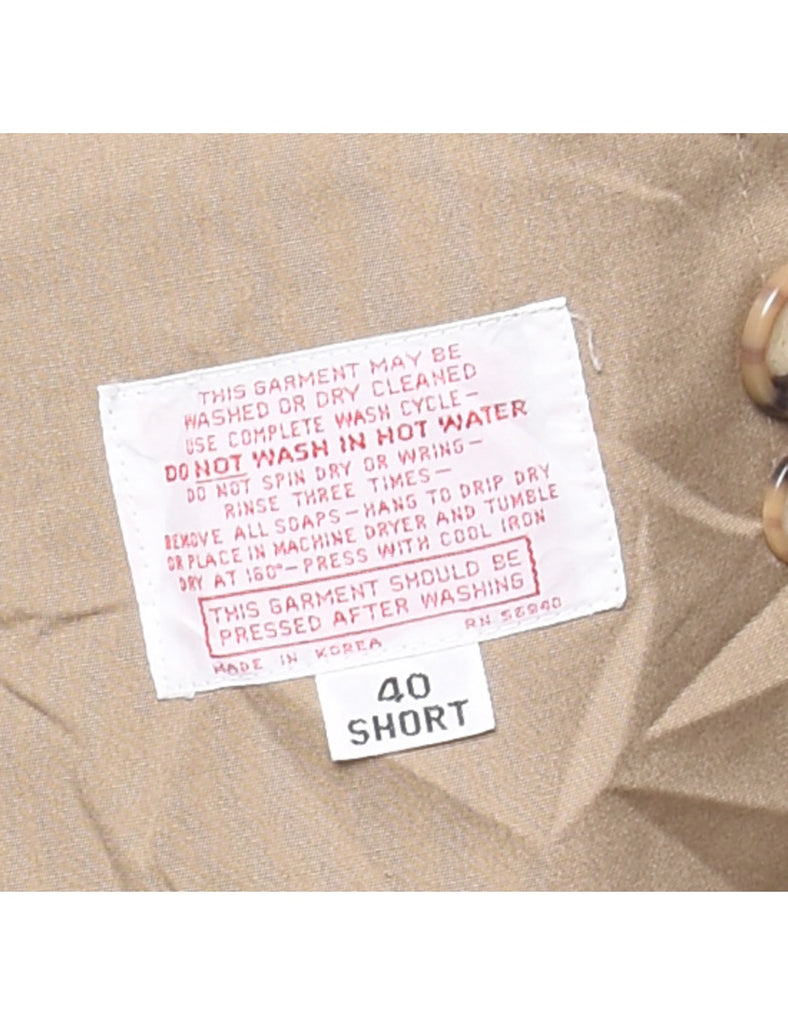 THIS GARMENT MAY BE
WASHED OR DRY CLEANED
USE COMPLETE WASH CYCLE—
DO NOT WASH IN HOT WATER
DO NOT SPIN DRY OR WRING—
RINSE THREE TIMES—
REMOVE ALL SOAPS—HANG TO DRIP DRY
OR PLACE IN MACHINE DRYER AND TUMBLE
DRY AT 160°—PRESS WITH COOL IRON
THIS GARMENT SHOULD BE
PRESSED AFTER WASHING
MADE IN KOREA RN
40
SHORT